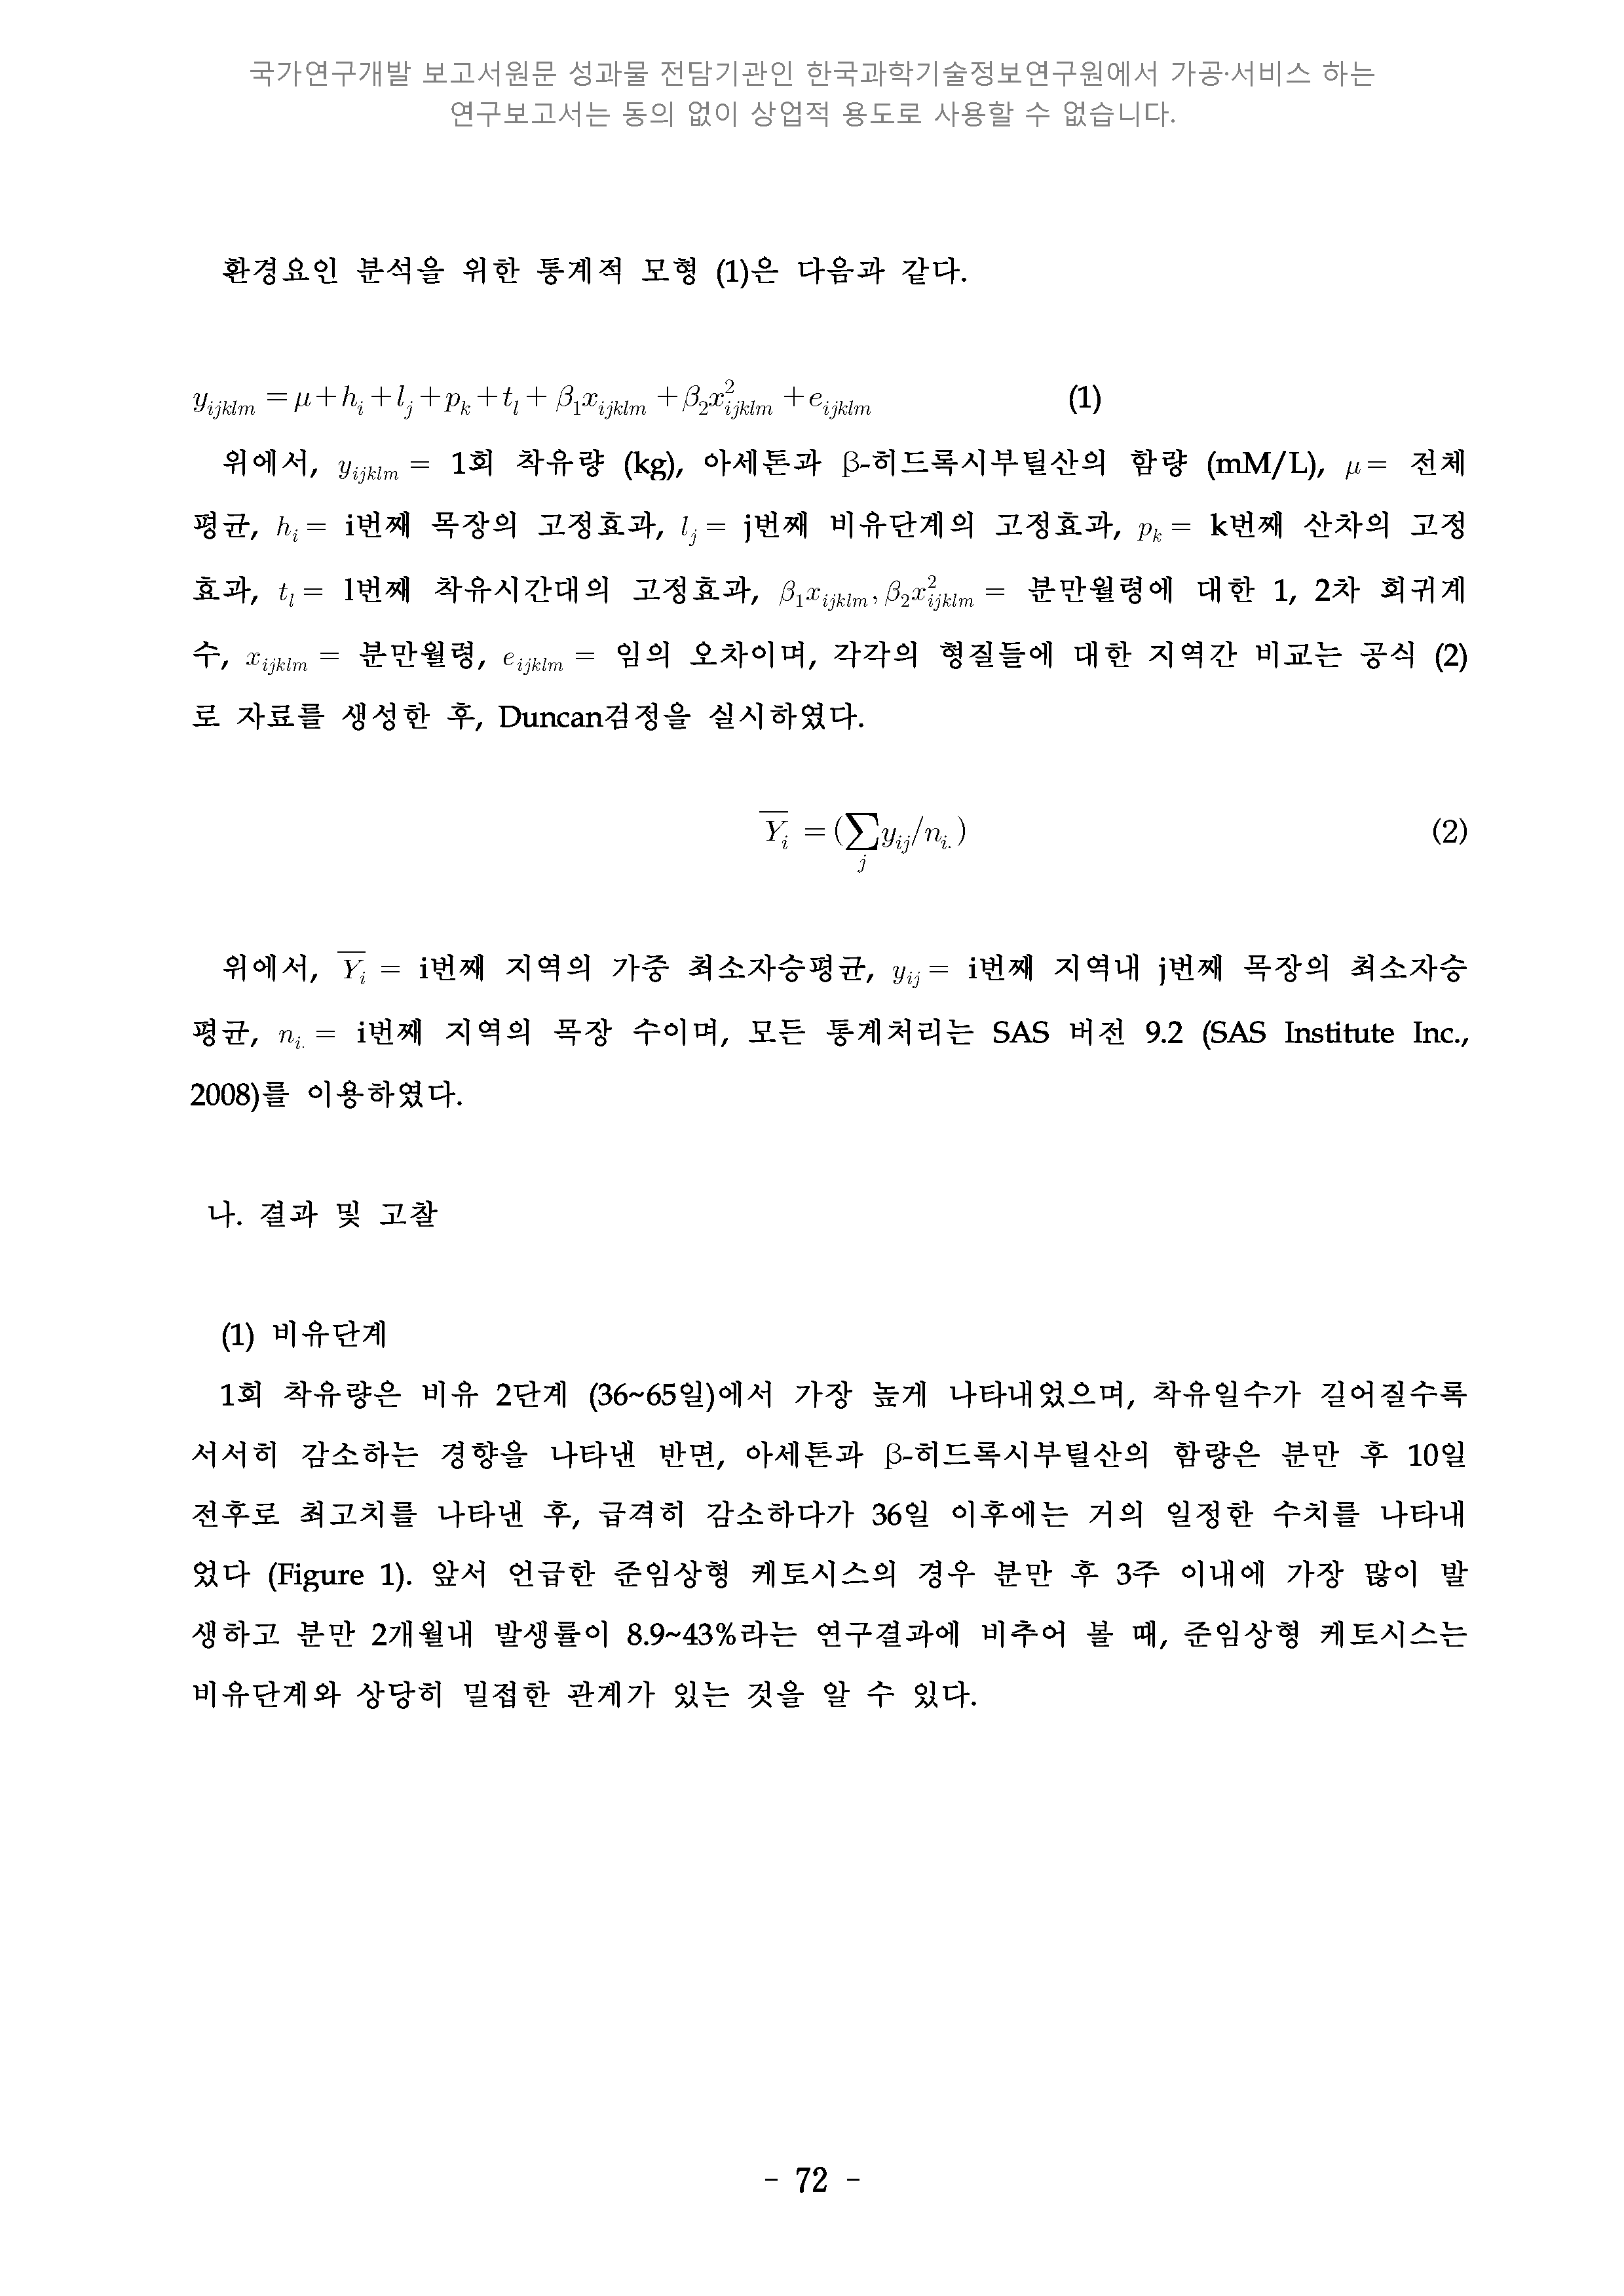 국가연구개발 보고서원문 성과물 전담기관인 한국과학기술정보연구원에서 가공·서비스 하는
연구보고서는 동의 없이 상업적 용도로 사용할 수 없습니다.
환경요인 분석을 위한 통계적 모형 (1)은 다음과 같다.
$y_{ijklm} = \mu + h_i + l_j + p_k + t_l + \beta_1 x_{ijklm} + \beta_2 x_{ijklm}^2 + e_{ijklm}$ (1)
위에서, $y_{ijklm}$ = 1회 착유량 (kg), 아세톤과 β-히드록시부틸산의 함량 (mM/L), $\mu$ = 전체
평균, $h_i$ = i번째 목장의 고정효과, $l_j$ = j번째 비유단계의 고정효과, $p_k$ = k번째 산차의 고정
효과, $t_l$ = l번째 착유시간대의 고정효과, $\beta_1 x_{ijklm}, \beta_2 x_{ijklm}^2$ = 분만월령에 대한 1, 2차 회귀계
수, $x_{ijklm}$ = 분만월령, $e_{ijklm}$ = 임의 오차이며, 각각의 형질들에 대한 지역간 비교는 공식 (2)
로 자료를 생성한 후, Duncan검정을 실시하였다.
$\overline{Y_i} = (\sum_j y_{ij}/n_{i.})$ (2)
위에서, $\overline{Y_i}$ = i번째 지역의 가중 최소자승평균, $y_{ij}$ = i번째 지역내 j번째 목장의 최소자승
평균, $n_{i.}$ = i번째 지역의 목장 수이며, 모든 통계처리는 SAS 버전 9.2 (SAS Institute Inc.,
2008)를 이용하였다.
나. 결과 및 고찰
(1) 비유단계
1회 착유량은 비유 2단계 (36~65일)에서 가장 높게 나타내었으며, 착유일수가 길어질수록
서서히 감소하는 경향을 나타낸 반면, 아세톤과 β-히드록시부틸산의 함량은 분만 후 10일
전후로 최고치를 나타낸 후, 급격히 감소하다가 36일 이후에는 거의 일정한 수치를 나타내
었다 (Figure 1). 앞서 언급한 준임상형 케토시스의 경우 분만 후 3주 이내에 가장 많이 발
생하고 분만 2개월내 발생률이 8.9~43%라는 연구결과에 비추어 볼 때, 준임상형 케토시스는
비유단계와 상당히 밀접한 관계가 있는 것을 알 수 있다.
- 72 -